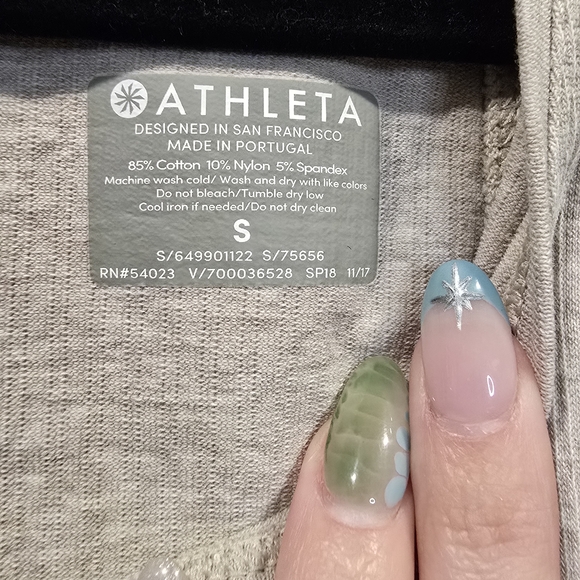 ATHLETA
DESIGNED IN SAN FRANCISCO
MADE IN PORTUGAL
85% Cotton 10% Nylon 5% Spandex
Machine wash cold/ Wash and dry with like colors
Do not bleach/Tumble dry low
Cool iron if needed/Do not dry clean
S
S/649901122 S/75656
RN#54023 V/700036528 SP18 11/17